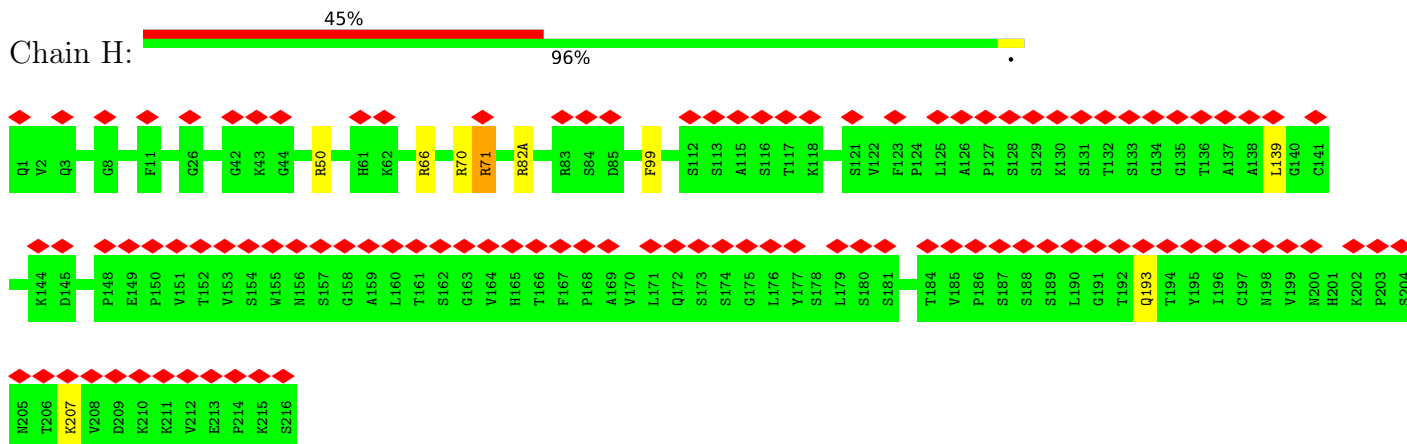 45%
Chain H:
96%
.
Q1 V2 Q3 G8 F11 G26 G42 K43 G44 R50 H61 K62 R66 R70 R71 R82A R83 S84 D85 F99 S112 S113 A115 S116 T117 K118 S121 V122 F123 P124 L125 A126 P127 S128 S129 K130 S131 T132 S133 G134 G135 T136 A137 A138 L139 G140 C141
K144 D145 P148 E149 P150 V151 T152 V153 S154 W155 N156 S157 G158 A159 L160 T161 S162 G163 V164 H165 T166 F167 P168 A169 V170 L171 Q172 S173 S174 G175 L176 Y177 S178 L179 S180 S181 T184 V185 P186 S187 S188 S189 L190 G191 T192 Q193 T194 Y195 I196 C197 N198 V199 N200 H201 K202 P203 S204
N205 T206 K207 V208 D209 K210 K211 V212 E213 P214 K215 S216